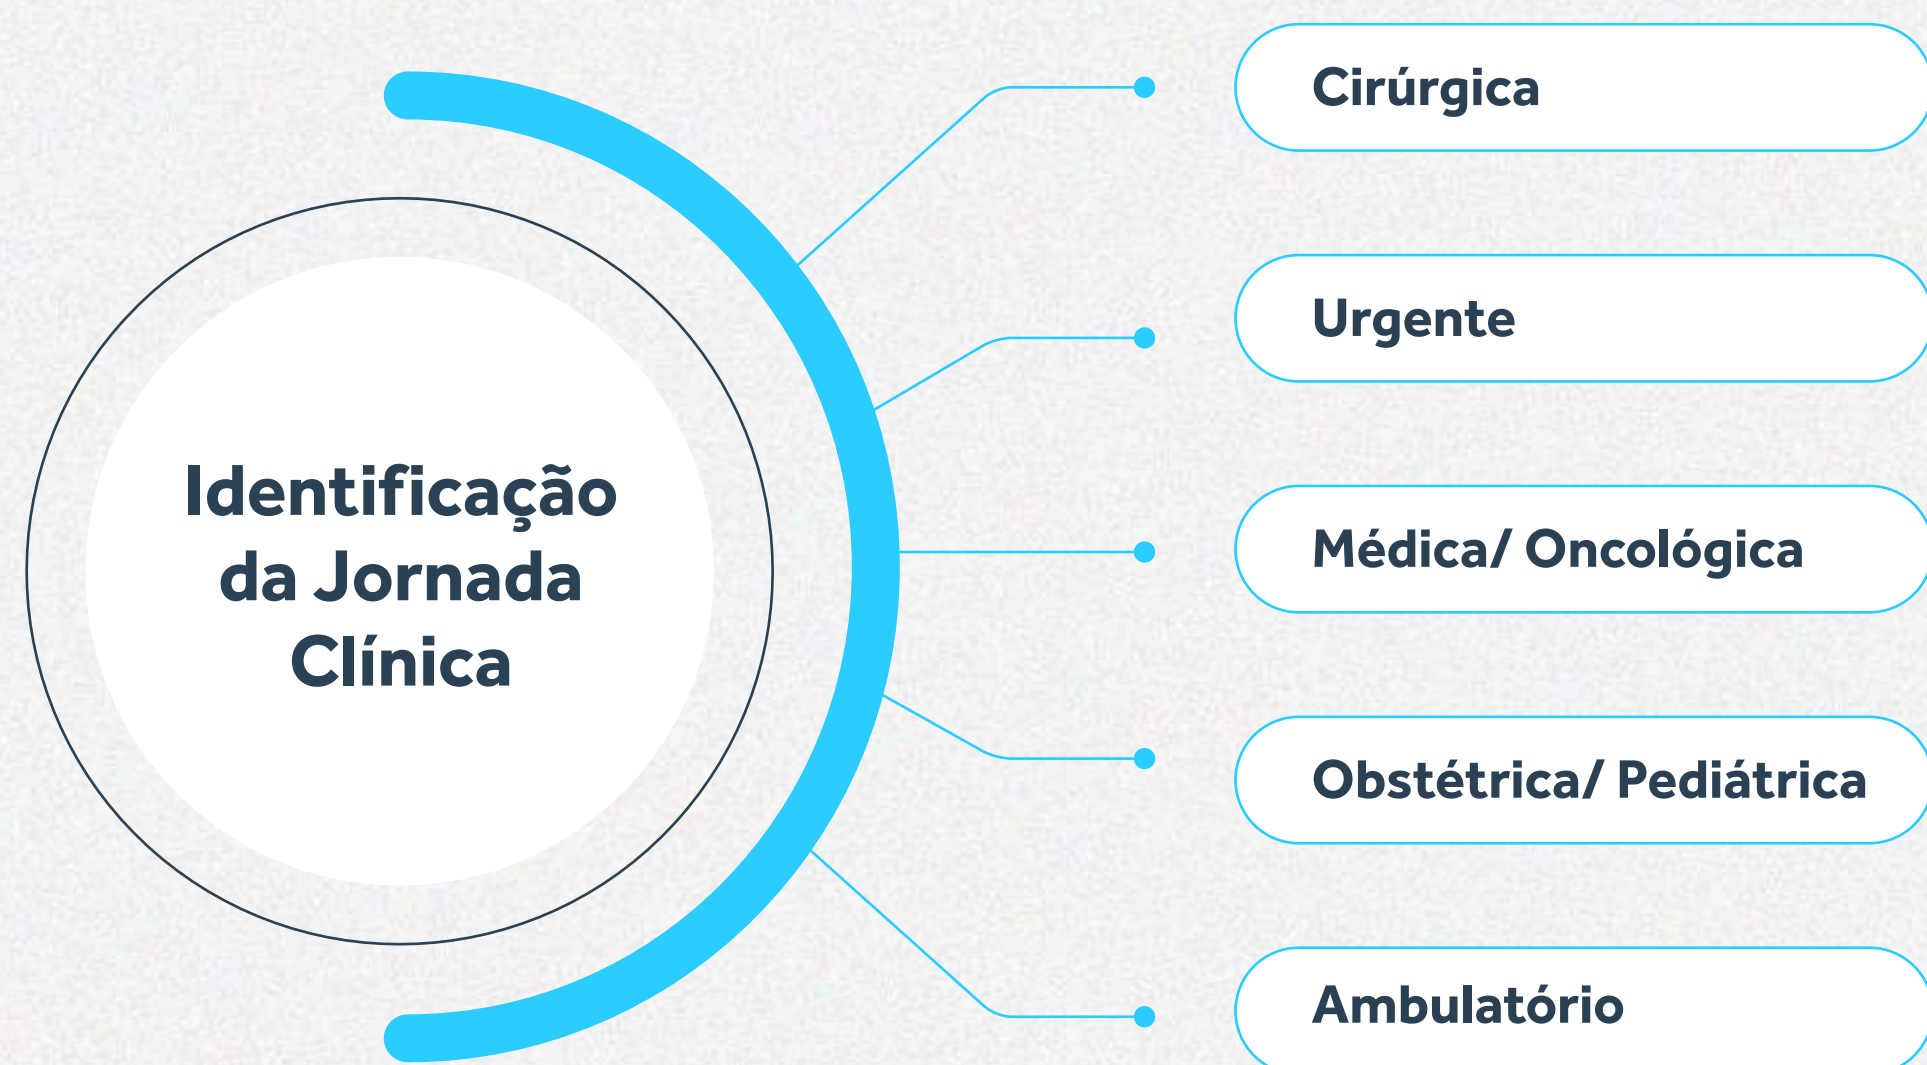 Identificação
da Jornada
Clínica
Cirúrgica
Urgente
Médica/ Oncológica
Obstétrica/ Pediátrica
Ambulatório